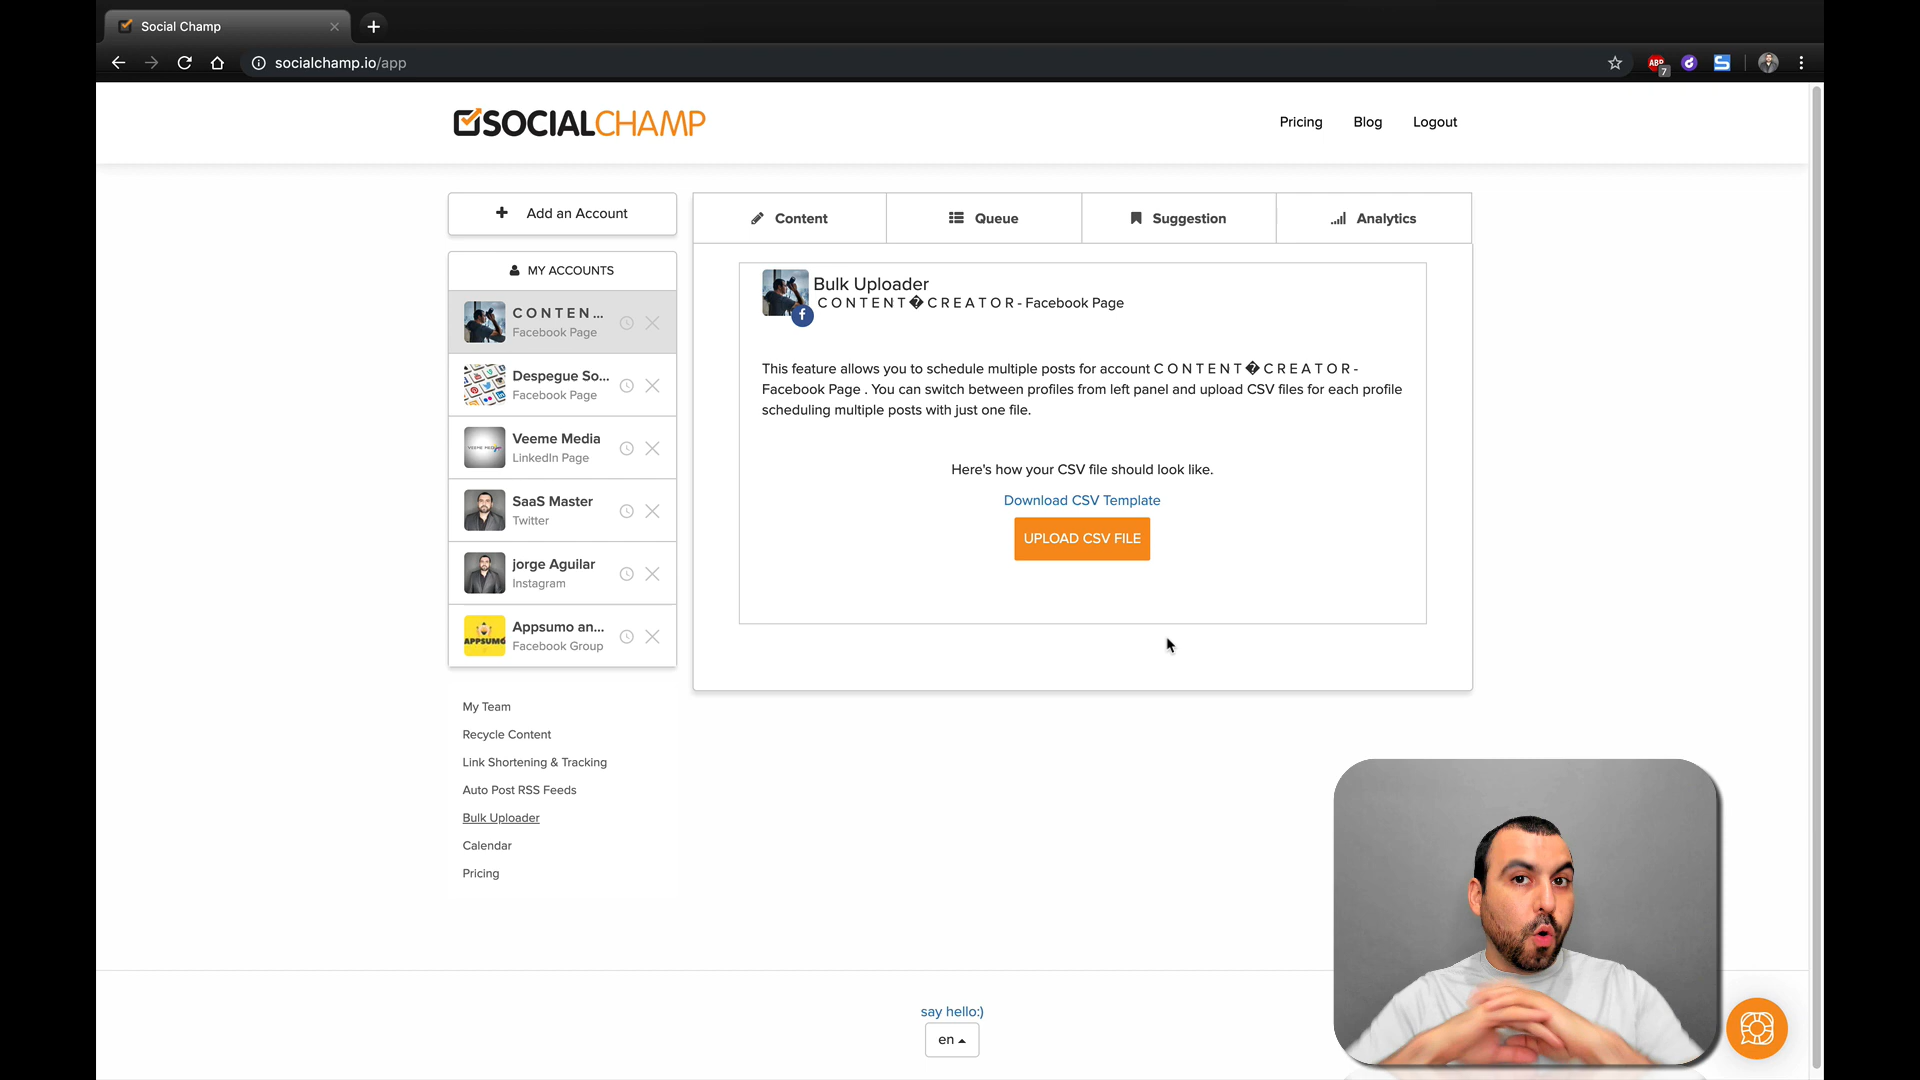 Social Champ
socialchamp.io/app
ABP
7
SOCIALCHAMP
Pricing
Blog
Logout
Add an Account
Content
Queue
Suggestion
Analytics
MY ACCOUNTS
C O N T E N ...
Facebook Page
Despegue So...
Facebook Page
Veeme Media
LinkedIn Page
SaaS Master
Twitter
jorge Aguilar
Instagram
APPSUMO
Appsumo an...
Facebook Group
Bulk Uploader
C O N T E N T � C R E A T O R - Facebook Page
This feature allows you to schedule multiple posts for account C O N T E N T � C R E A T O R -
Facebook Page . You can switch between profiles from left panel and upload CSV files for each profile
scheduling multiple posts with just one file.
Here's how your CSV file should look like.
Download CSV Template
UPLOAD CSV FILE
My Team
Recycle Content
Link Shortening & Tracking
Auto Post RSS Feeds
Bulk Uploader
Calendar
Pricing
say hello:)
en